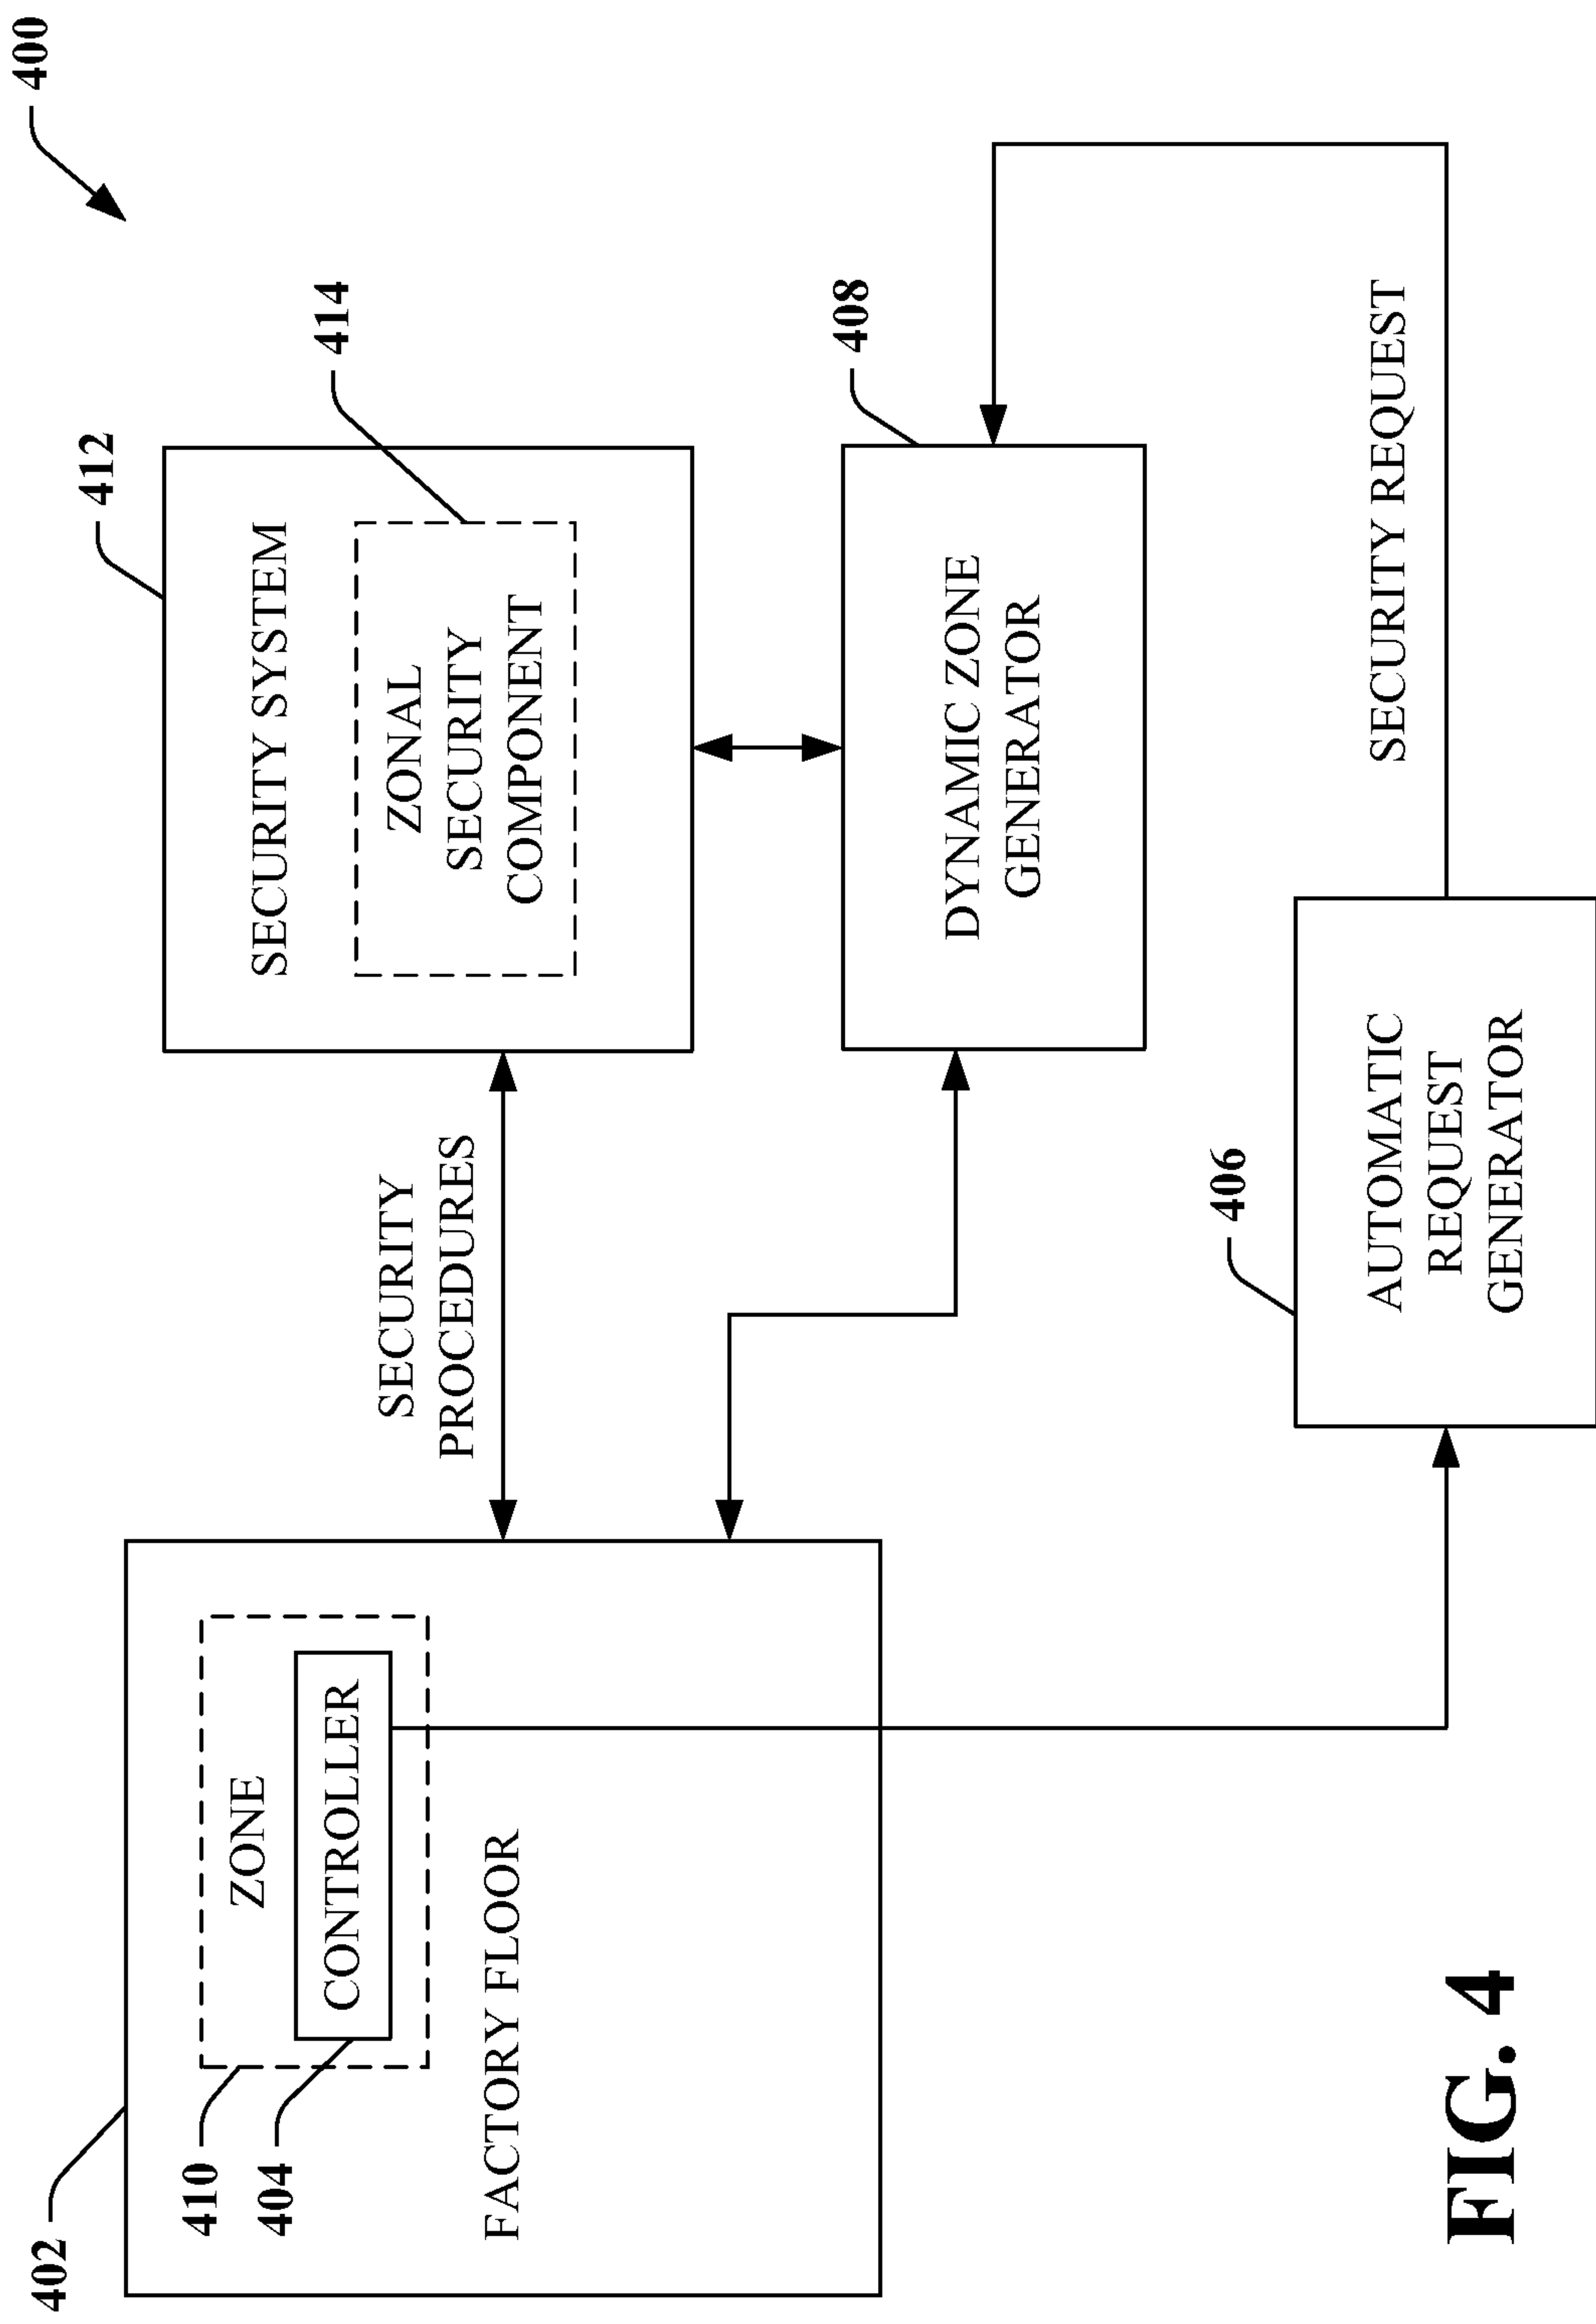 400
402
410
404
ZONE
CONTROLLER
FACTORY FLOOR
SECURITY
PROCEDURES
412
SECURITY SYSTEM
414
ZONAL
SECURITY
COMPONENT
408
DYNAMIC ZONE
GENERATOR
406
AUTOMATIC
REQUEST
GENERATOR
SECURITY REQUEST
FIG. 4